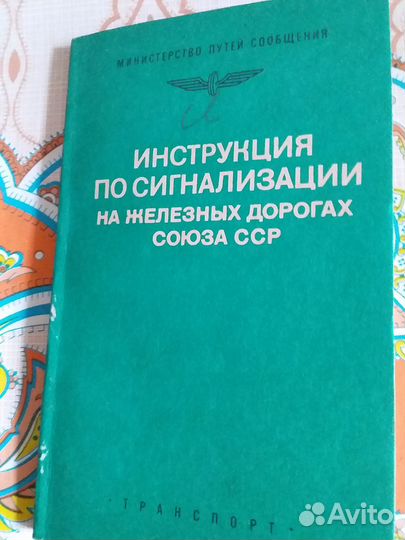 МИНИСТЕРСТВО ПУТЕЙ СООБЩЕНИЯ
ИНСТРУКЦИЯ
ПО СИГНАЛИЗАЦИИ
НА ЖЕЛЕЗНЫХ ДОРОГАХ
СОЮЗА ССР
· ТРАНСПОРТ ·
Avito